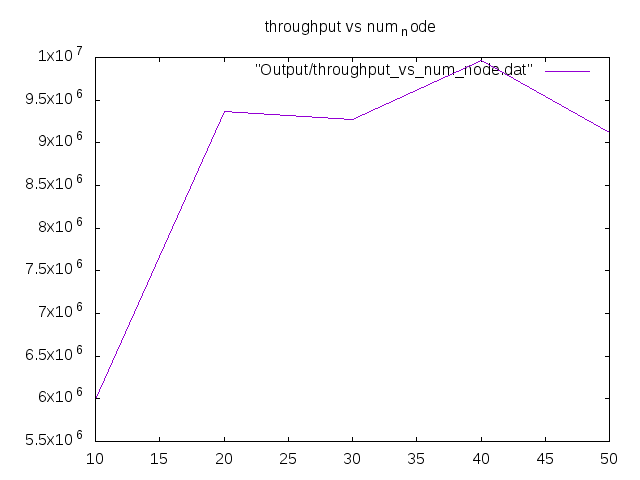 throughput vs numnode
1x10^7
"Output/throughput_vs_num_node.dat"
9.5x10^6
9x10^6
8.5x10^6
8x10^6
7.5x10^6
7x10^6
6.5x10^6
6x10^6
5.5x10^6
10 15 20 25 30 35 40 45 50